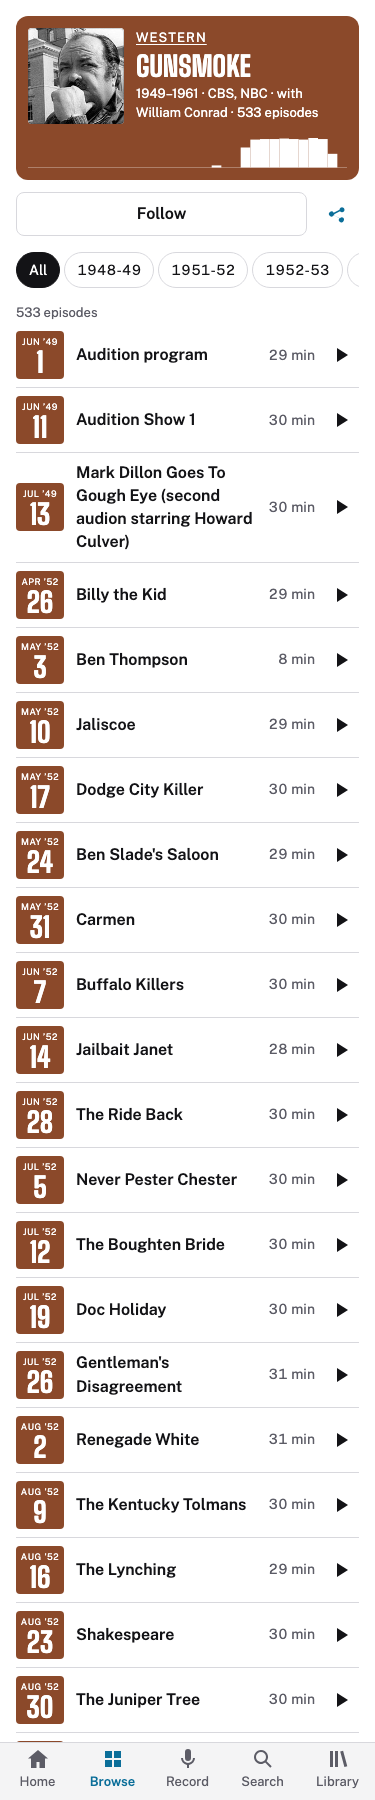 WESTERN
GUNSMOKE
1949–1961 · CBS, NBC · with
William Conrad · 533 episodes
Follow
All
1948-49
1951-52
1952-53
533 episodes
JUN '49
1
Audition program
29 min
JUN '49
11
Audition Show 1
30 min
JUL '49
13
Mark Dillon Goes To
Gough Eye (second
audion starring Howard
Culver)
30 min
APR '52
26
Billy the Kid
29 min
MAY '52
3
Ben Thompson
8 min
MAY '52
10
Jaliscoe
29 min
MAY '52
17
Dodge City Killer
30 min
MAY '52
24
Ben Slade's Saloon
29 min
MAY '52
31
Carmen
30 min
JUN '52
7
Buffalo Killers
30 min
JUN '52
14
Jailbait Janet
28 min
JUN '52
28
The Ride Back
30 min
JUL '52
5
Never Pester Chester
30 min
JUL '52
12
The Boughten Bride
30 min
JUL '52
19
Doc Holiday
30 min
JUL '52
26
Gentleman's
Disagreement
31 min
AUG '52
2
Renegade White
31 min
AUG '52
9
The Kentucky Tolmans
30 min
AUG '52
16
The Lynching
29 min
AUG '52
23
Shakespeare
30 min
AUG '52
30
The Juniper Tree
30 min
Home
Browse
Record
Search
Library